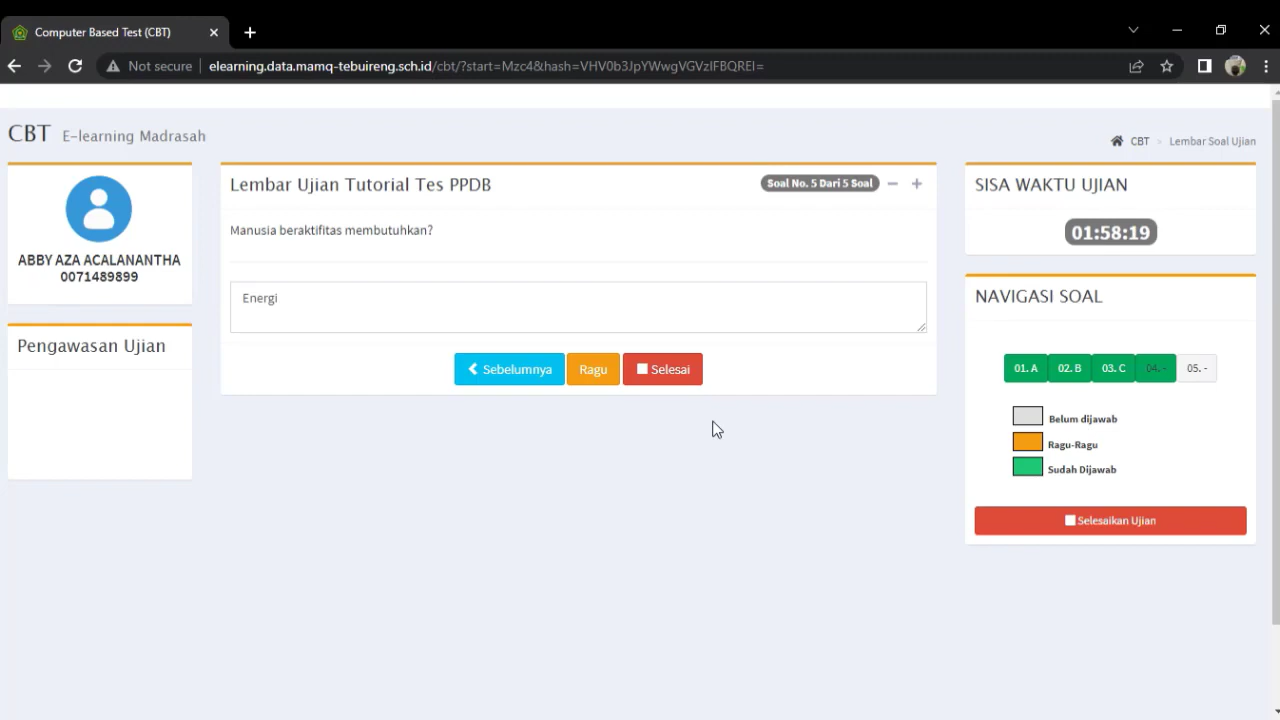 Computer Based Test (CBT)
Not secure
elearning.data.mamq-tebuireng.sch.id/cbt/?start=Mzc4&hash=VHV0b3JpYWwgVGVzIFBQREI=
CBT E-learning Madrasah
CBT > Lembar Soal Ujian
ABBY AZA ACALANANTHA
0071489899
Pengawasan Ujian
Lembar Ujian Tutorial Tes PPDB
Soal No. 5 Dari 5 Soal
Manusia beraktifitas membutuhkan?
Energi
Sebelumnya
Ragu
Selesai
SISA WAKTU UJIAN
01:58:19
NAVIGASI SOAL
01. A 02. B 03. C 04. - 05. -
Belum dijawab
Ragu-Ragu
Sudah Dijawab
Selesaikan Ujian